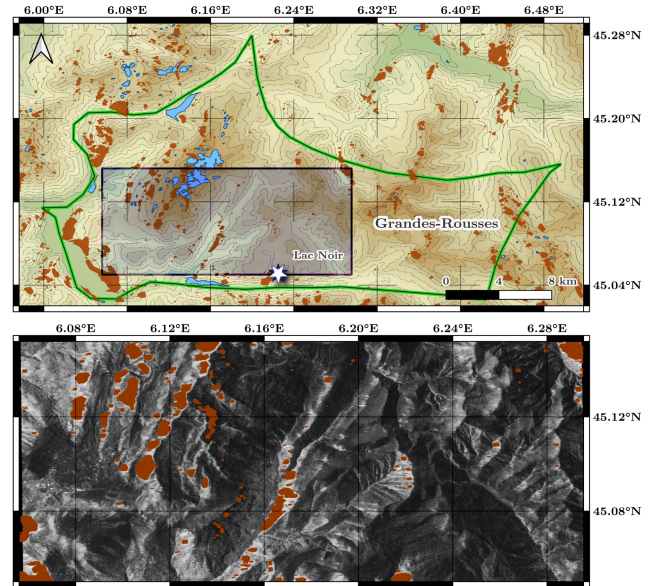 6.00°E 6.08°E 6.16°E 6.24°E 6.32°E 6.40°E 6.48°E
45.28°N
45.20°N
45.12°N
Grandes-Rousses
Lac Noir
0 4 8 km
45.04°N
6.08°E 6.12°E 6.16°E 6.20°E 6.24°E 6.28°E
45.12°N
45.08°N